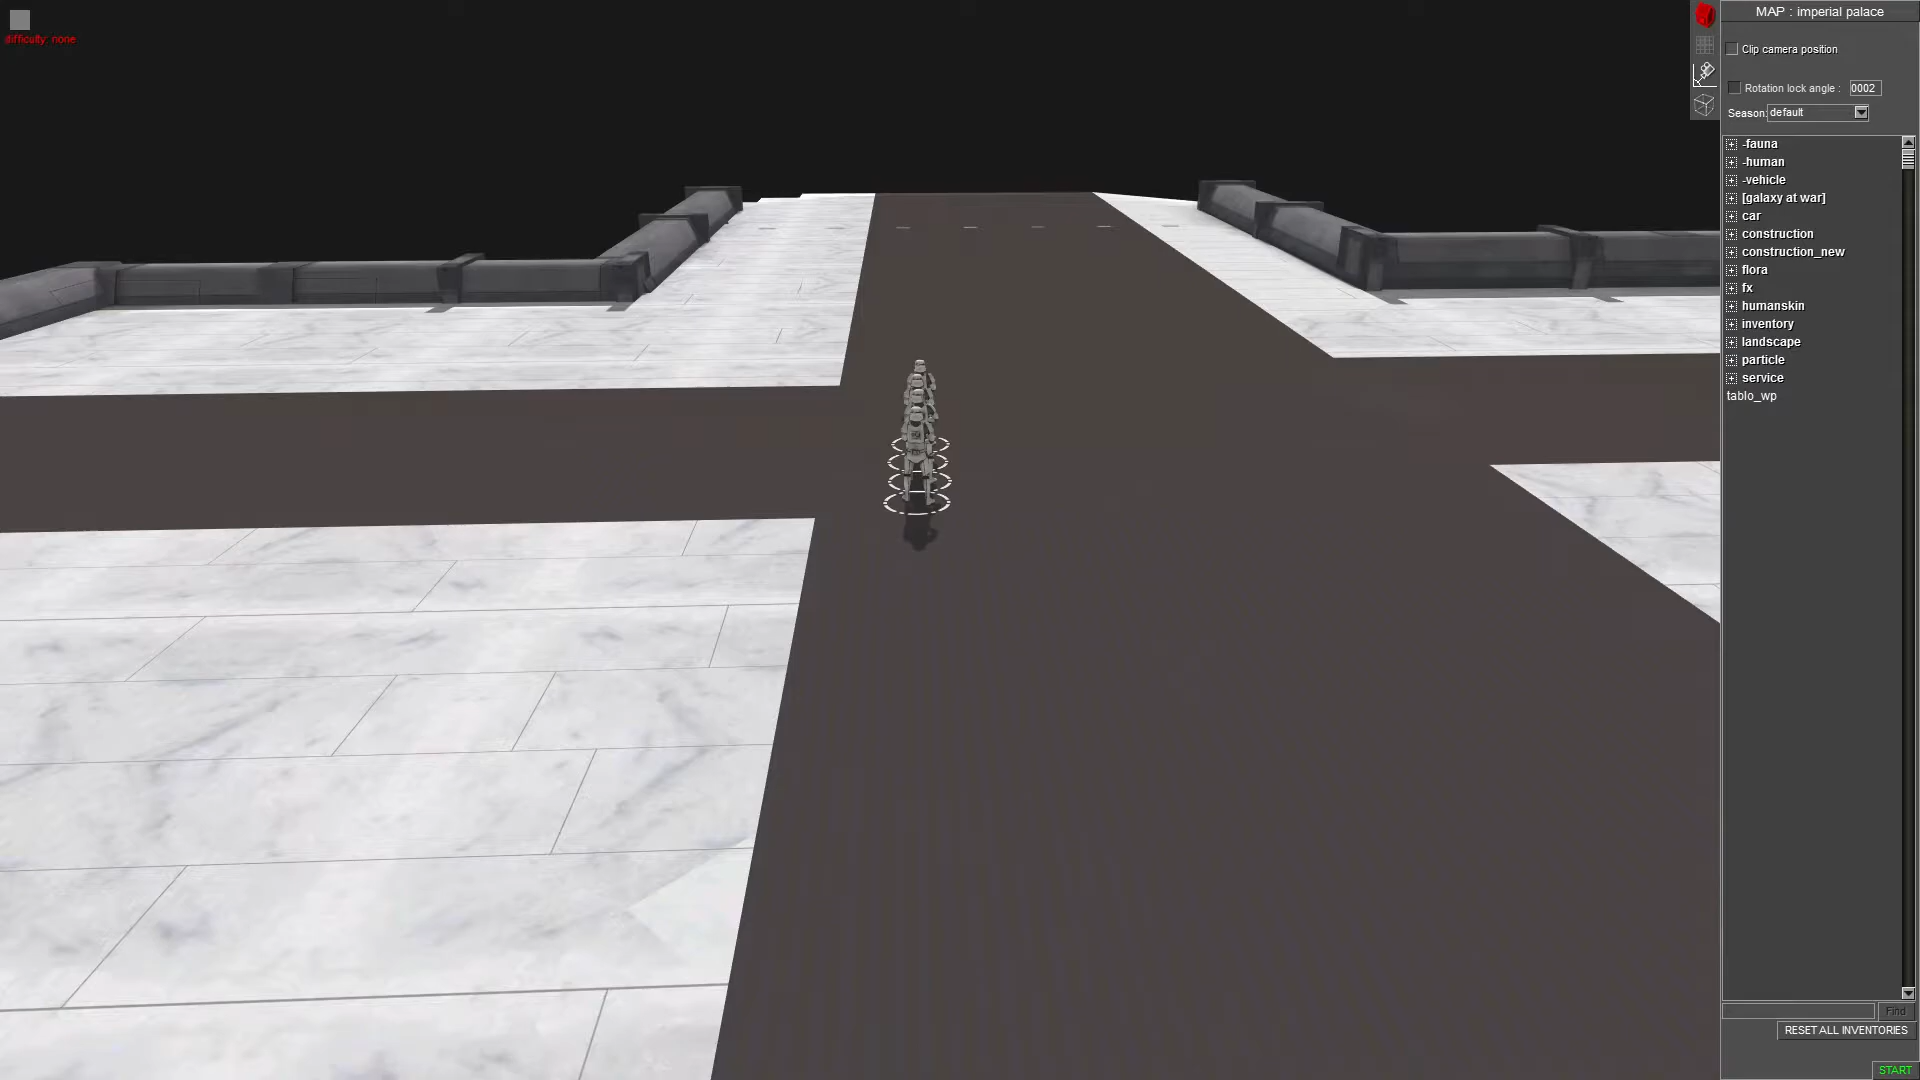 difficulty: none
MAP : imperial palace
Clip camera position
Rotation lock angle : 0002
Season: default
-fauna
-human
-vehicle
[galaxy at war]
car
construction
construction_new
flora
fx
humanskin
inventory
landscape
particle
service
tablo_wp
Find
RESET ALL INVENTORIES
START